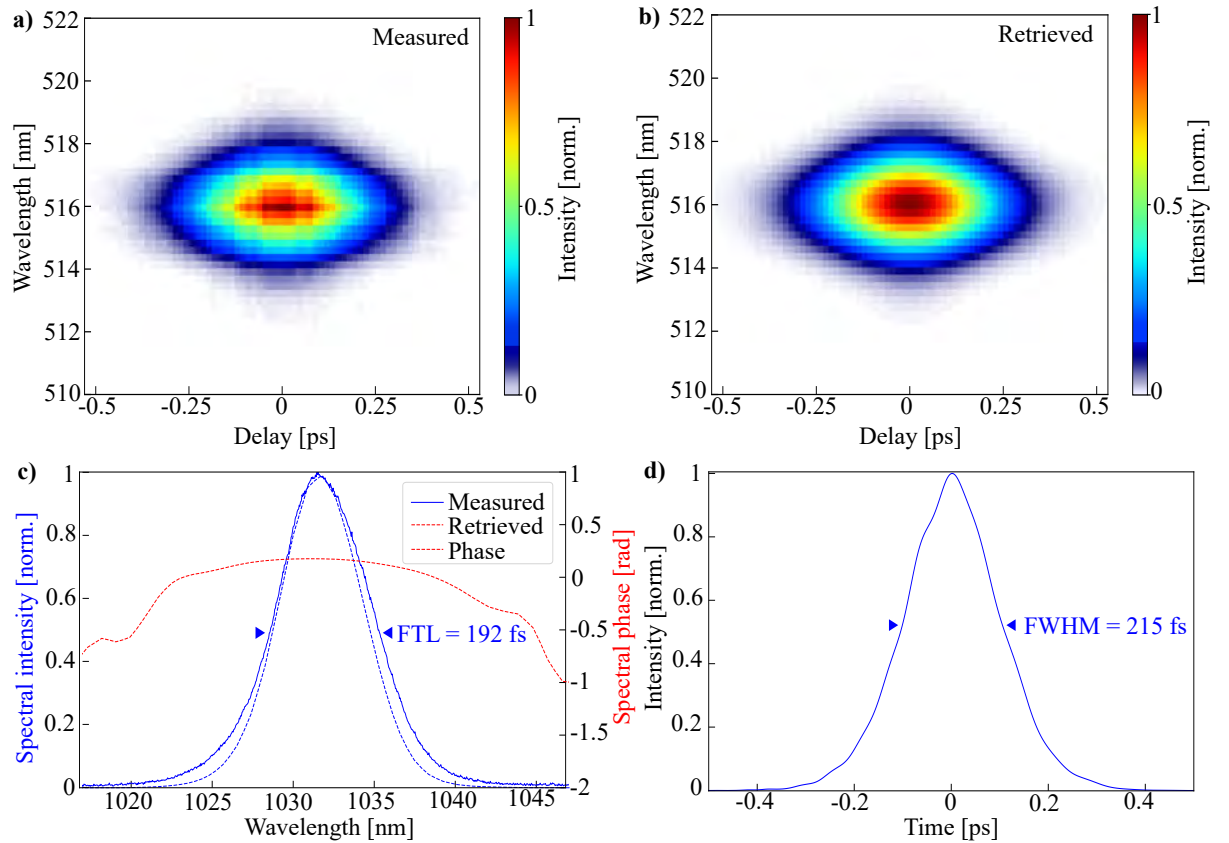 a)
Measured
522
520
518
516
514
512
510
Wavelength [nm]
-0.5
-0.25
0
0.25
0.5
Delay [ps]
1
0.5
0
Intensity [norm.]
b)
Retrieved
522
520
518
516
514
512
510
Wavelength [nm]
-0.5
-0.25
0
0.25
0.5
Delay [ps]
1
0.5
0
Intensity [norm.]
c)
1
0.8
0.6
0.4
0.2
0
Spectral intensity [norm.]
Measured
Retrieved
Phase
FTL = 192 fs
1020
1025
1030
1035
1040
1045
Wavelength [nm]
1
0.5
0
-0.5
-1
-1.5
-2
Spectral phase [rad]
d)
1
0.8
0.6
0.4
0.2
0
Intensity [norm.]
FWHM = 215 fs
-0.4
-0.2
0
0.2
0.4
Time [ps]